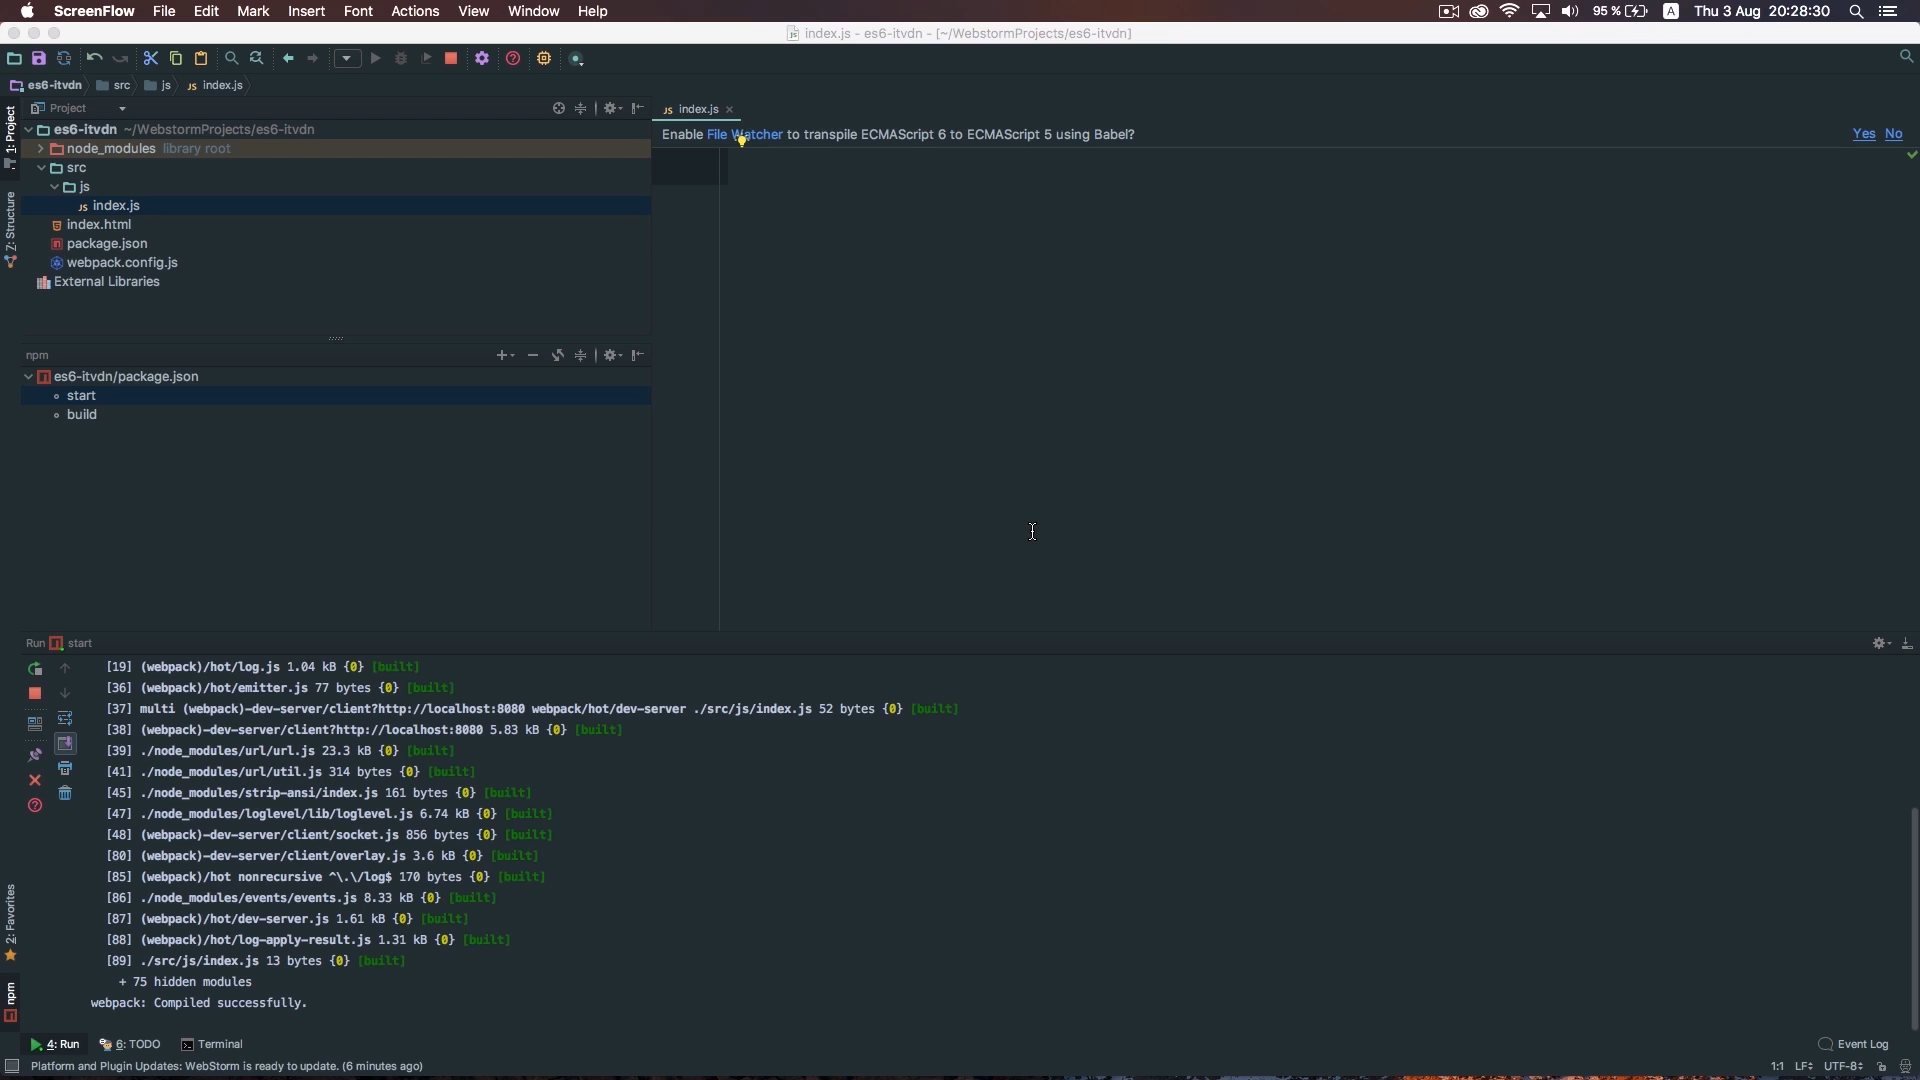 ScreenFlow File Edit Mark Insert Font Actions View Window Help 95 % A Thu 3 Aug 20:28:30
index.js - es6-itvdn - [~/WebstormProjects/es6-itvdn]
es6-itvdn src js JS index.js
1: Project
Project
es6-itvdn ~/WebstormProjects/es6-itvdn
node_modules library root
src
js
JS index.js
index.html
package.json
webpack.config.js
External Libraries
7: Structure
JS index.js
Enable File Watcher to transpile ECMAScript 6 to ECMAScript 5 using Babel? Yes No
npm
es6-itvdn/package.json
start
build
Run start
[19] (webpack)/hot/log.js 1.04 kB {0} [built]
[36] (webpack)/hot/emitter.js 77 bytes {0} [built]
[37] multi (webpack)-dev-server/client?http://localhost:8080 webpack/hot/dev-server ./src/js/index.js 52 bytes {0} [built]
[38] (webpack)-dev-server/client?http://localhost:8080 5.83 kB {0} [built]
[39] ./node_modules/url/url.js 23.3 kB {0} [built]
[41] ./node_modules/url/util.js 314 bytes {0} [built]
[45] ./node_modules/strip-ansi/index.js 161 bytes {0} [built]
[47] ./node_modules/loglevel/lib/loglevel.js 6.74 kB {0} [built]
[48] (webpack)-dev-server/client/socket.js 856 bytes {0} [built]
[80] (webpack)-dev-server/client/overlay.js 3.6 kB {0} [built]
[85] (webpack)/hot nonrecursive ^\.\/log$ 170 bytes {0} [built]
[86] ./node_modules/events/events.js 8.33 kB {0} [built]
[87] (webpack)/hot/dev-server.js 1.61 kB {0} [built]
[88] (webpack)/hot/log-apply-result.js 1.31 kB {0} [built]
[89] ./src/js/index.js 13 bytes {0} [built]
+ 75 hidden modules
webpack: Compiled successfully.
2: Favorites
npm
4: Run 6: TODO Terminal Event Log
Platform and Plugin Updates: WebStorm is ready to update. (6 minutes ago) 1:1 LF UTF-8